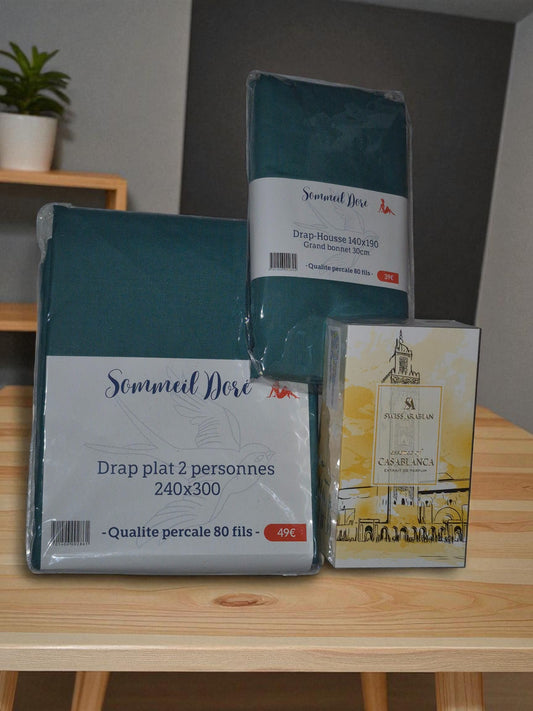 Sommeil Doré
Drap-Housse 140x190
Grand bonnet 30cm
- Qualite percale 80 fils -
39€
Sommeil Doré
Drap plat 2 personnes
240x300
- Qualite percale 80 fils -
49€
SA
SWISS ARABIAN
CASABLANCA
EXTRAIT DE PARFUM